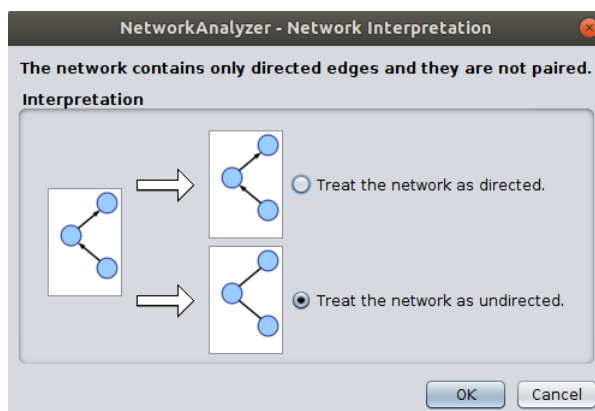 NetworkAnalyzer - Network Interpretation
The network contains only directed edges and they are not paired.
Interpretation
Treat the network as directed.
Treat the network as undirected.
OK
Cancel